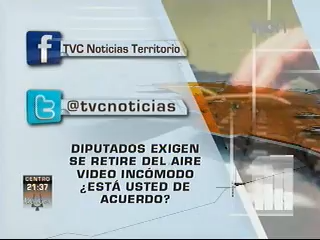 TVC Noticias Territorio
@tvcnoticias
DIPUTADOS EXIGEN
SE RETIRE DEL AIRE
VIDEO INCÓMODO
¿ESTÁ USTED DE
ACUERDO?
CENTRO
21:37